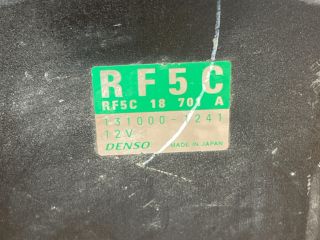 RF5C
RF5C 18 701 A
131000-1241
12V
DENSO MADE IN JAPAN